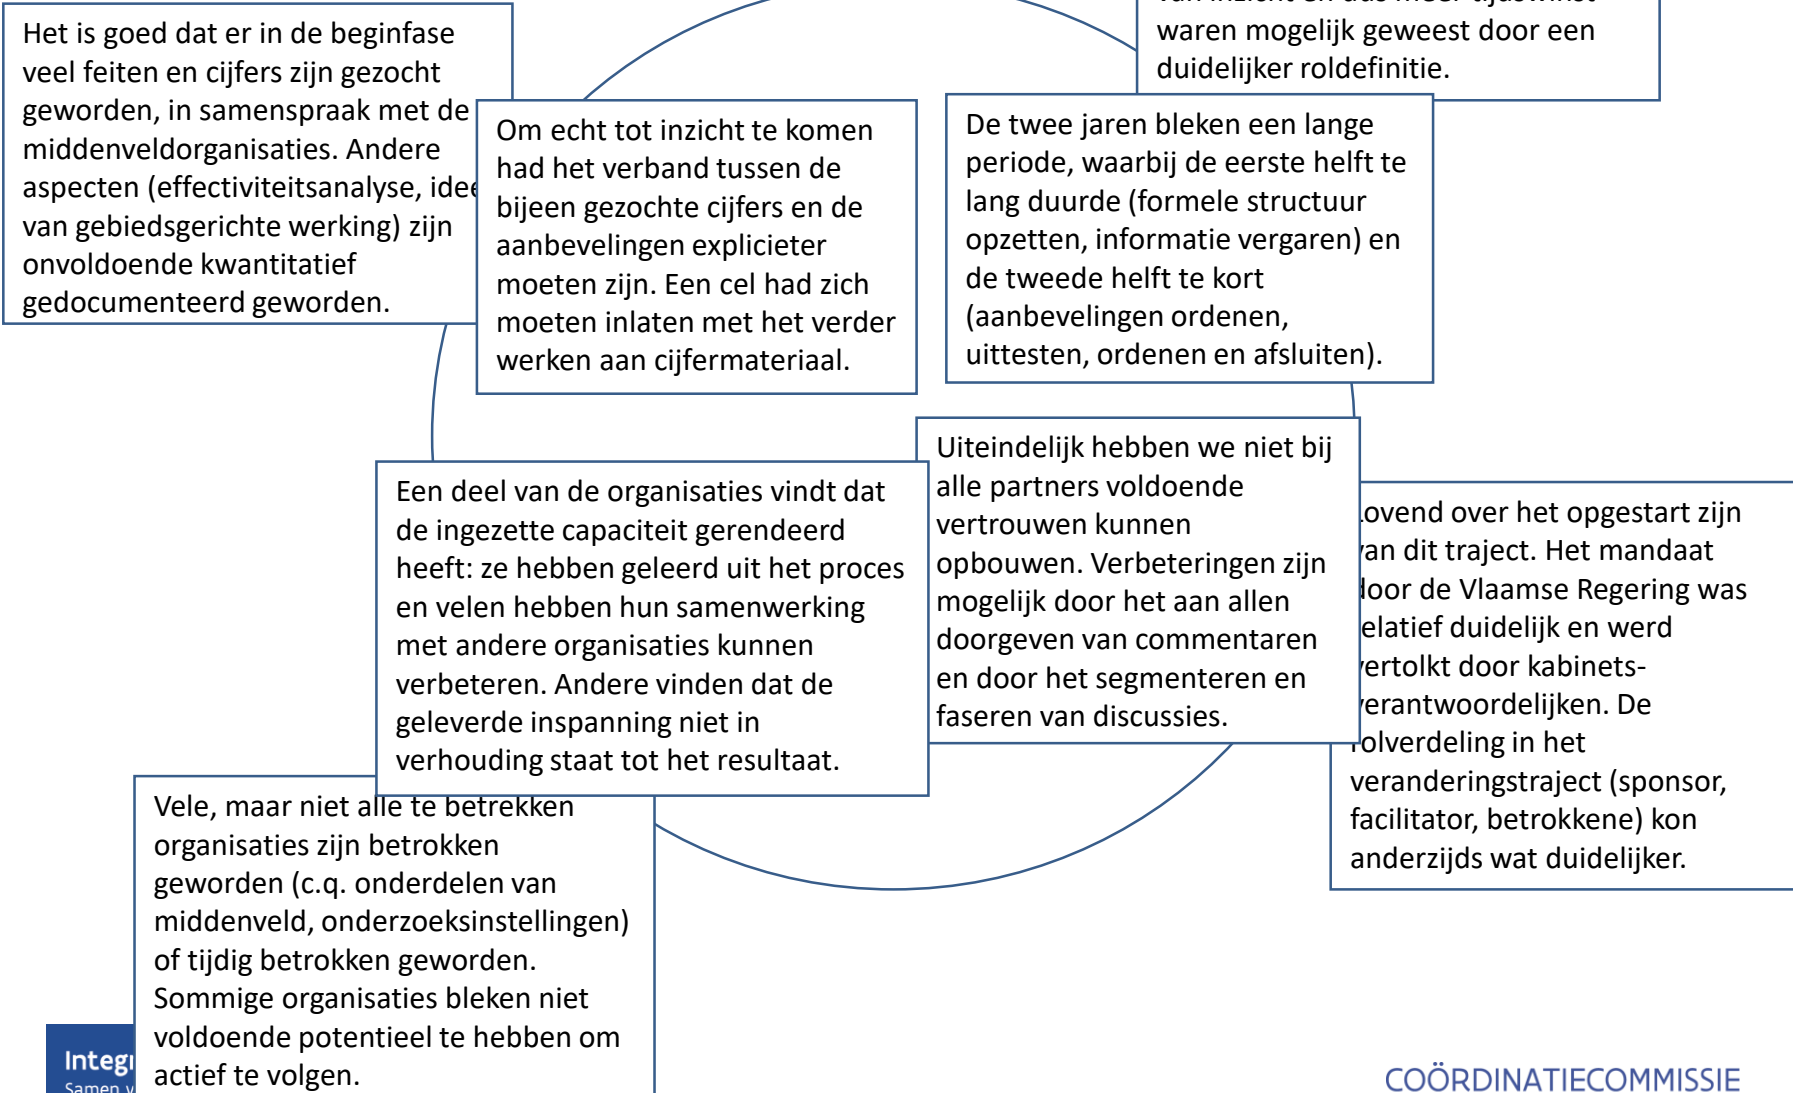 waren mogelijk geweest door een
duidelijker roldefinitie.
Het is goed dat er in de beginfase
veel feiten en cijfers zijn gezocht
geworden, in samenspraak met de
middenveldorganisaties. Andere
aspecten (effectiviteitsanalyse, idee
van gebiedsgerichte werking) zijn
onvoldoende kwantitatief
gedocumenteerd geworden.
Om echt tot inzicht te komen
had het verband tussen de
bijeen gezochte cijfers en de
aanbevelingen explicieter
moeten zijn. Een cel had zich
moeten inlaten met het verder
werken aan cijfermateriaal.
De twee jaren bleken een lange
periode, waarbij de eerste helft te
lang duurde (formele structuur
opzetten, informatie vergaren) en
de tweede helft te kort
(aanbevelingen ordenen,
uittesten, ordenen en afsluiten).
Een deel van de organisaties vindt dat
de ingezette capaciteit gerendeerd
heeft: ze hebben geleerd uit het proces
en velen hebben hun samenwerking
met andere organisaties kunnen
verbeteren. Andere vinden dat de
geleverde inspanning niet in
verhouding staat tot het resultaat.
Uiteindelijk hebben we niet bij
alle partners voldoende
vertrouwen kunnen
opbouwen. Verbeteringen zijn
mogelijk door het aan allen
doorgeven van commentaren
en door het segmenteren en
faseren van discussies.
Lovend over het opgestart zijn
van dit traject. Het mandaat
door de Vlaamse Regering was
relatief duidelijk en werd
vertolkt door kabinets-
verantwoordelijken. De
rolverdeling in het
veranderingstraject (sponsor,
facilitator, betrokkene) kon
anderzijds wat duidelijker.
Vele, maar niet alle te betrekken
organisaties zijn betrokken
geworden (c.q. onderdelen van
middenveld, onderzoeksinstellingen)
of tijdig betrokken geworden.
Sommige organisaties bleken niet
voldoende potentieel te hebben om
actief te volgen.
Samen
COÖRDINATIECOMMISSIE